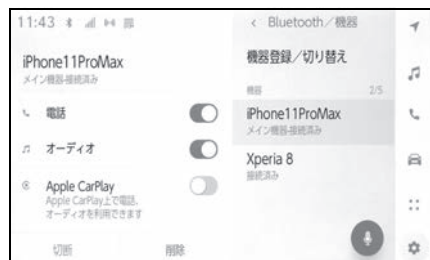 11:43
iPhone11ProMax
メイン機器-接続済み
電話
オーディオ
Apple CarPlay
Apple CarPlay上で電話、
オーディオを利用できます
切断
削除
< Bluetooth／機器
機器登録／切り替え
機器 2/5
iPhone11ProMax
メイン機器-接続済み
Xperia 8
接続済み